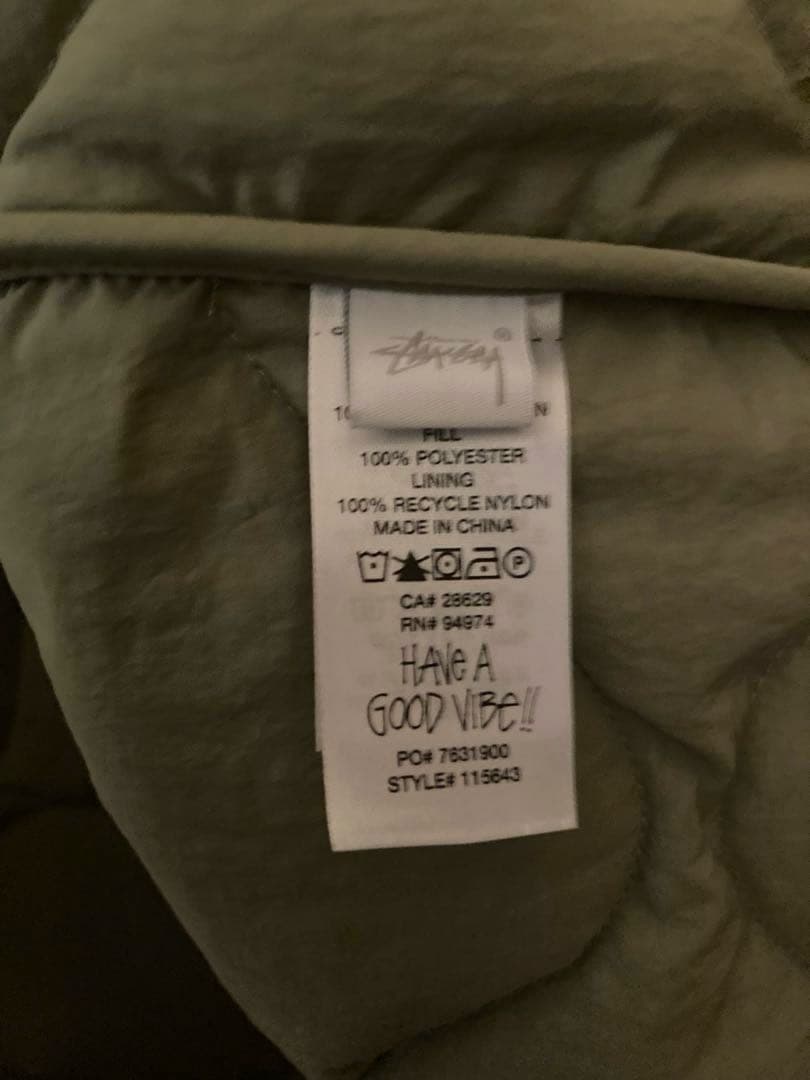 Stüssy ®
FILL
100% POLYESTER
LINING
100% RECYCLE NYLON
MADE IN CHINA
P
CA# 28629
RN# 94974
HAVE A
GOOD VIBE!!
PO# 7631900
STYLE# 115643